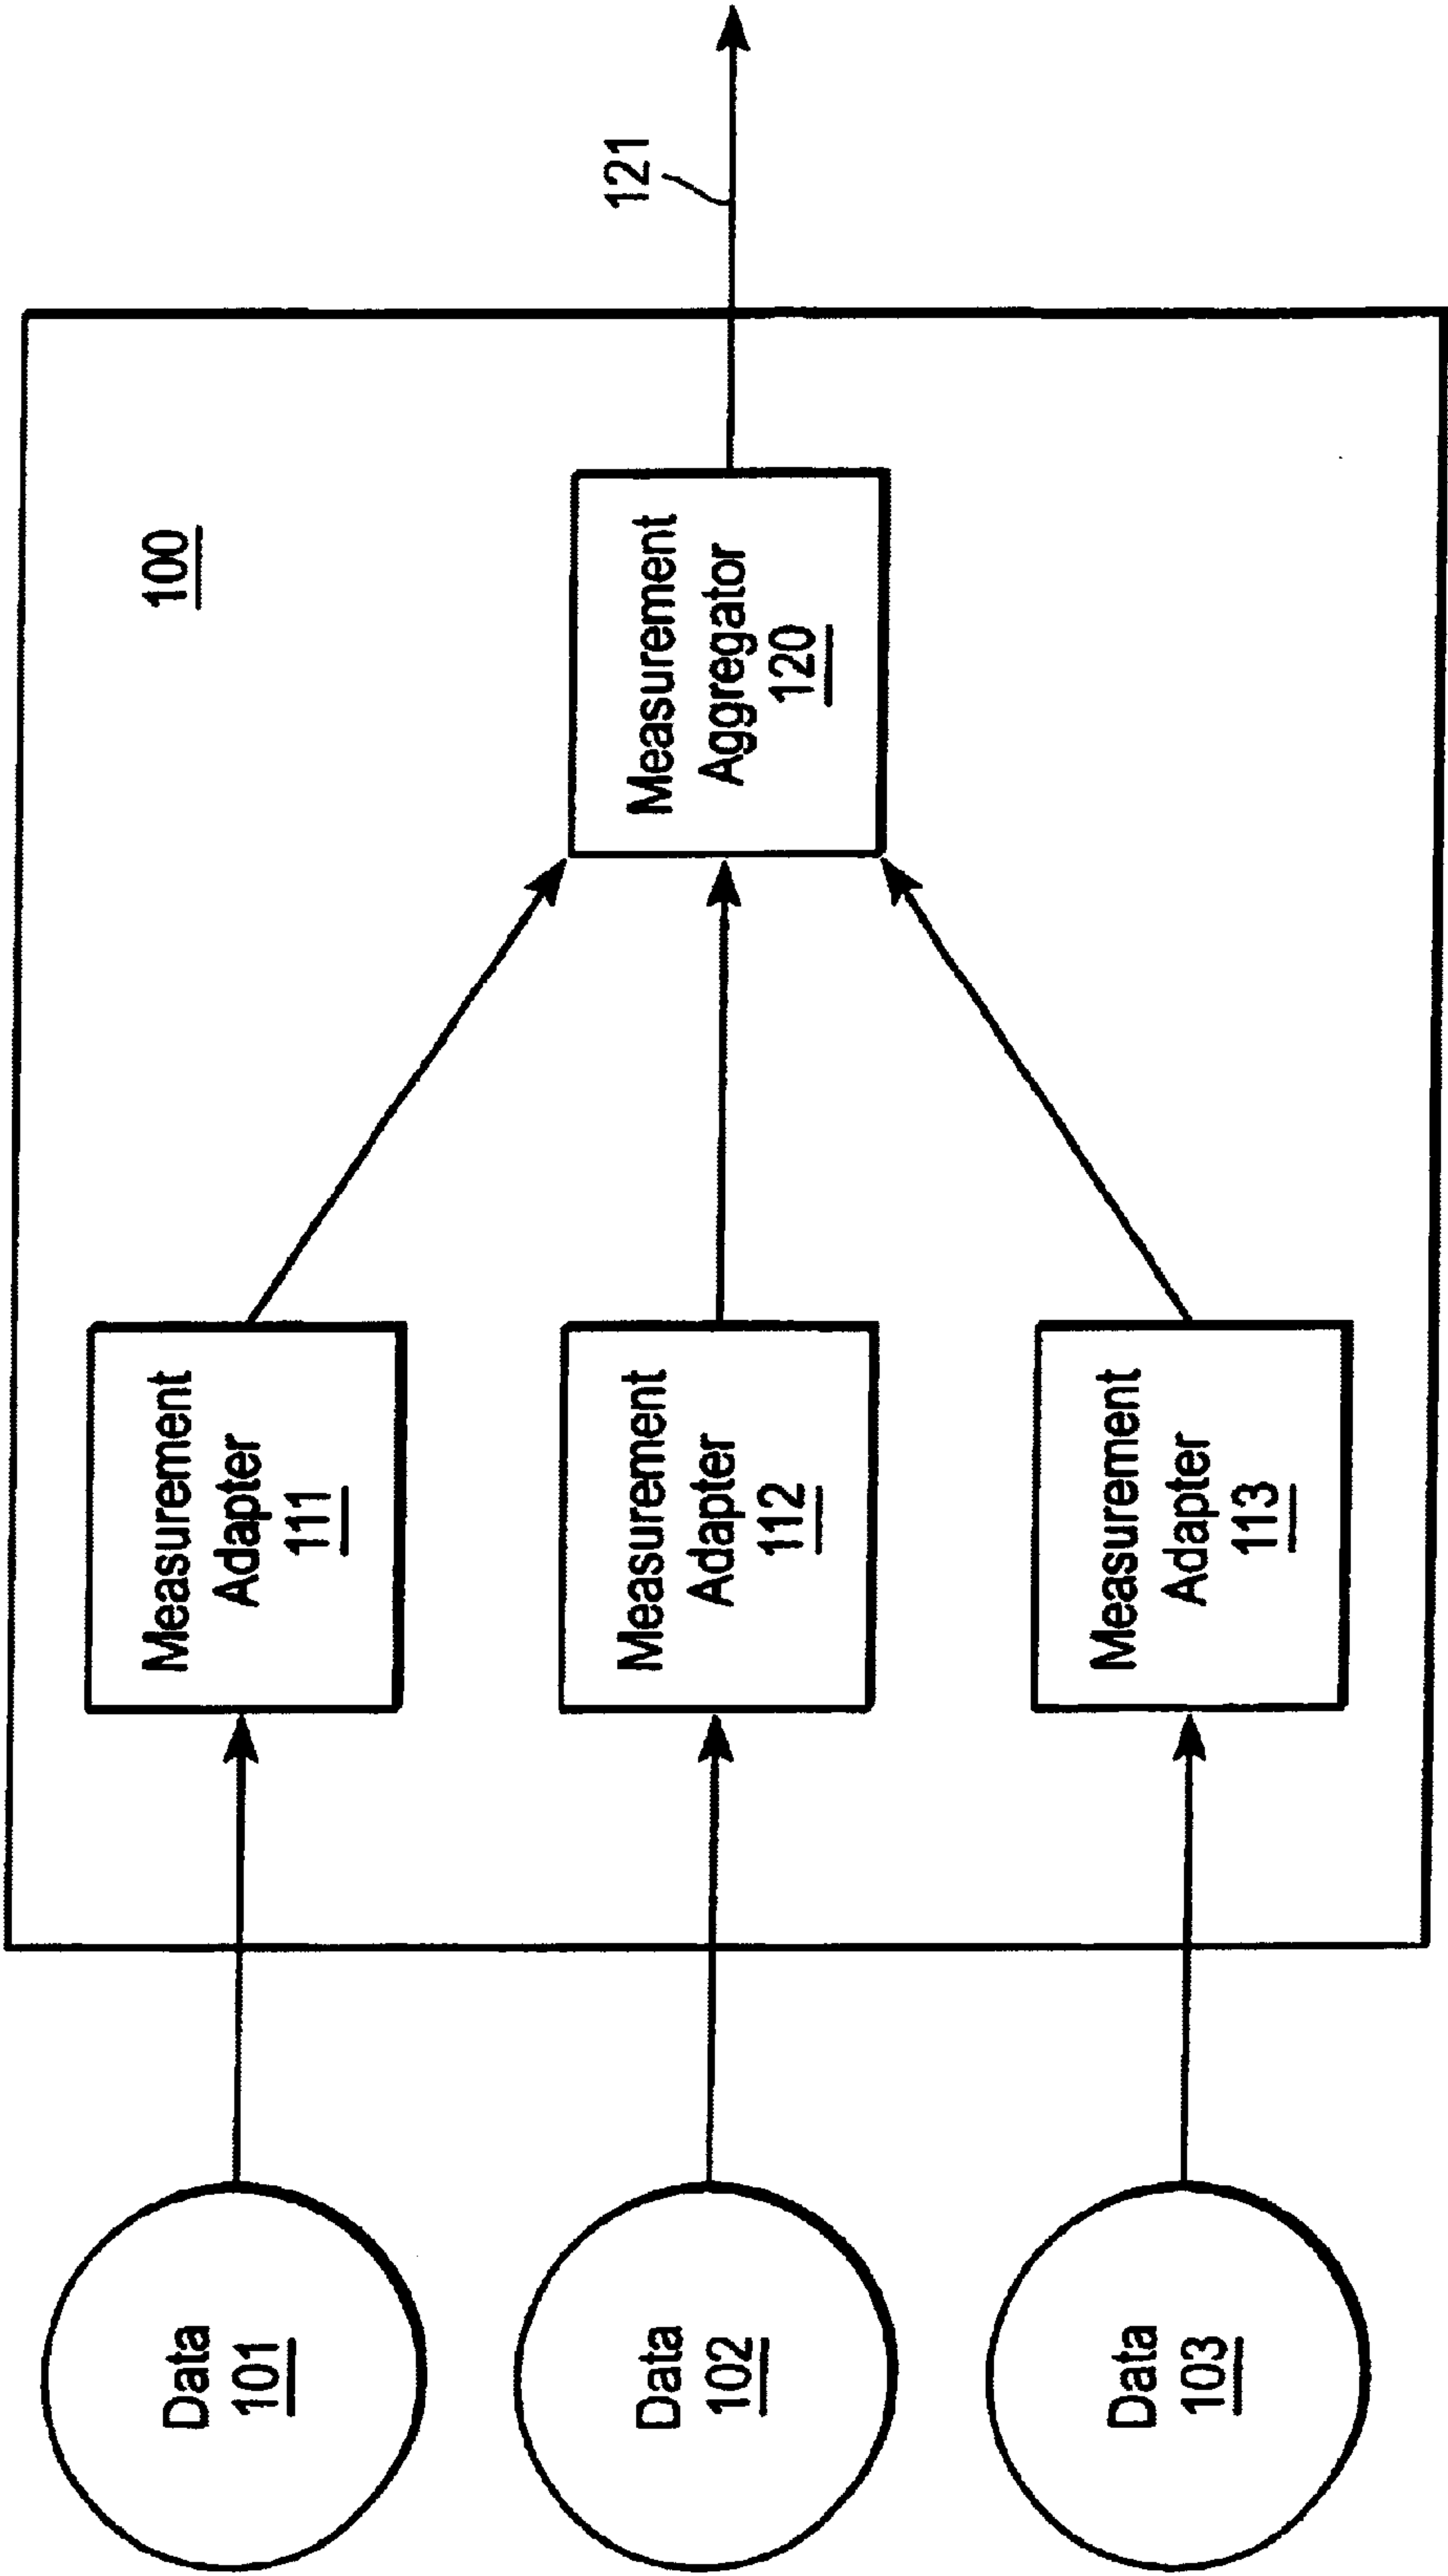 100
121
Data
101
Measurement
Adapter
111
Data
102
Measurement
Adapter
112
Measurement
Aggregator
120
Data
103
Measurement
Adapter
113